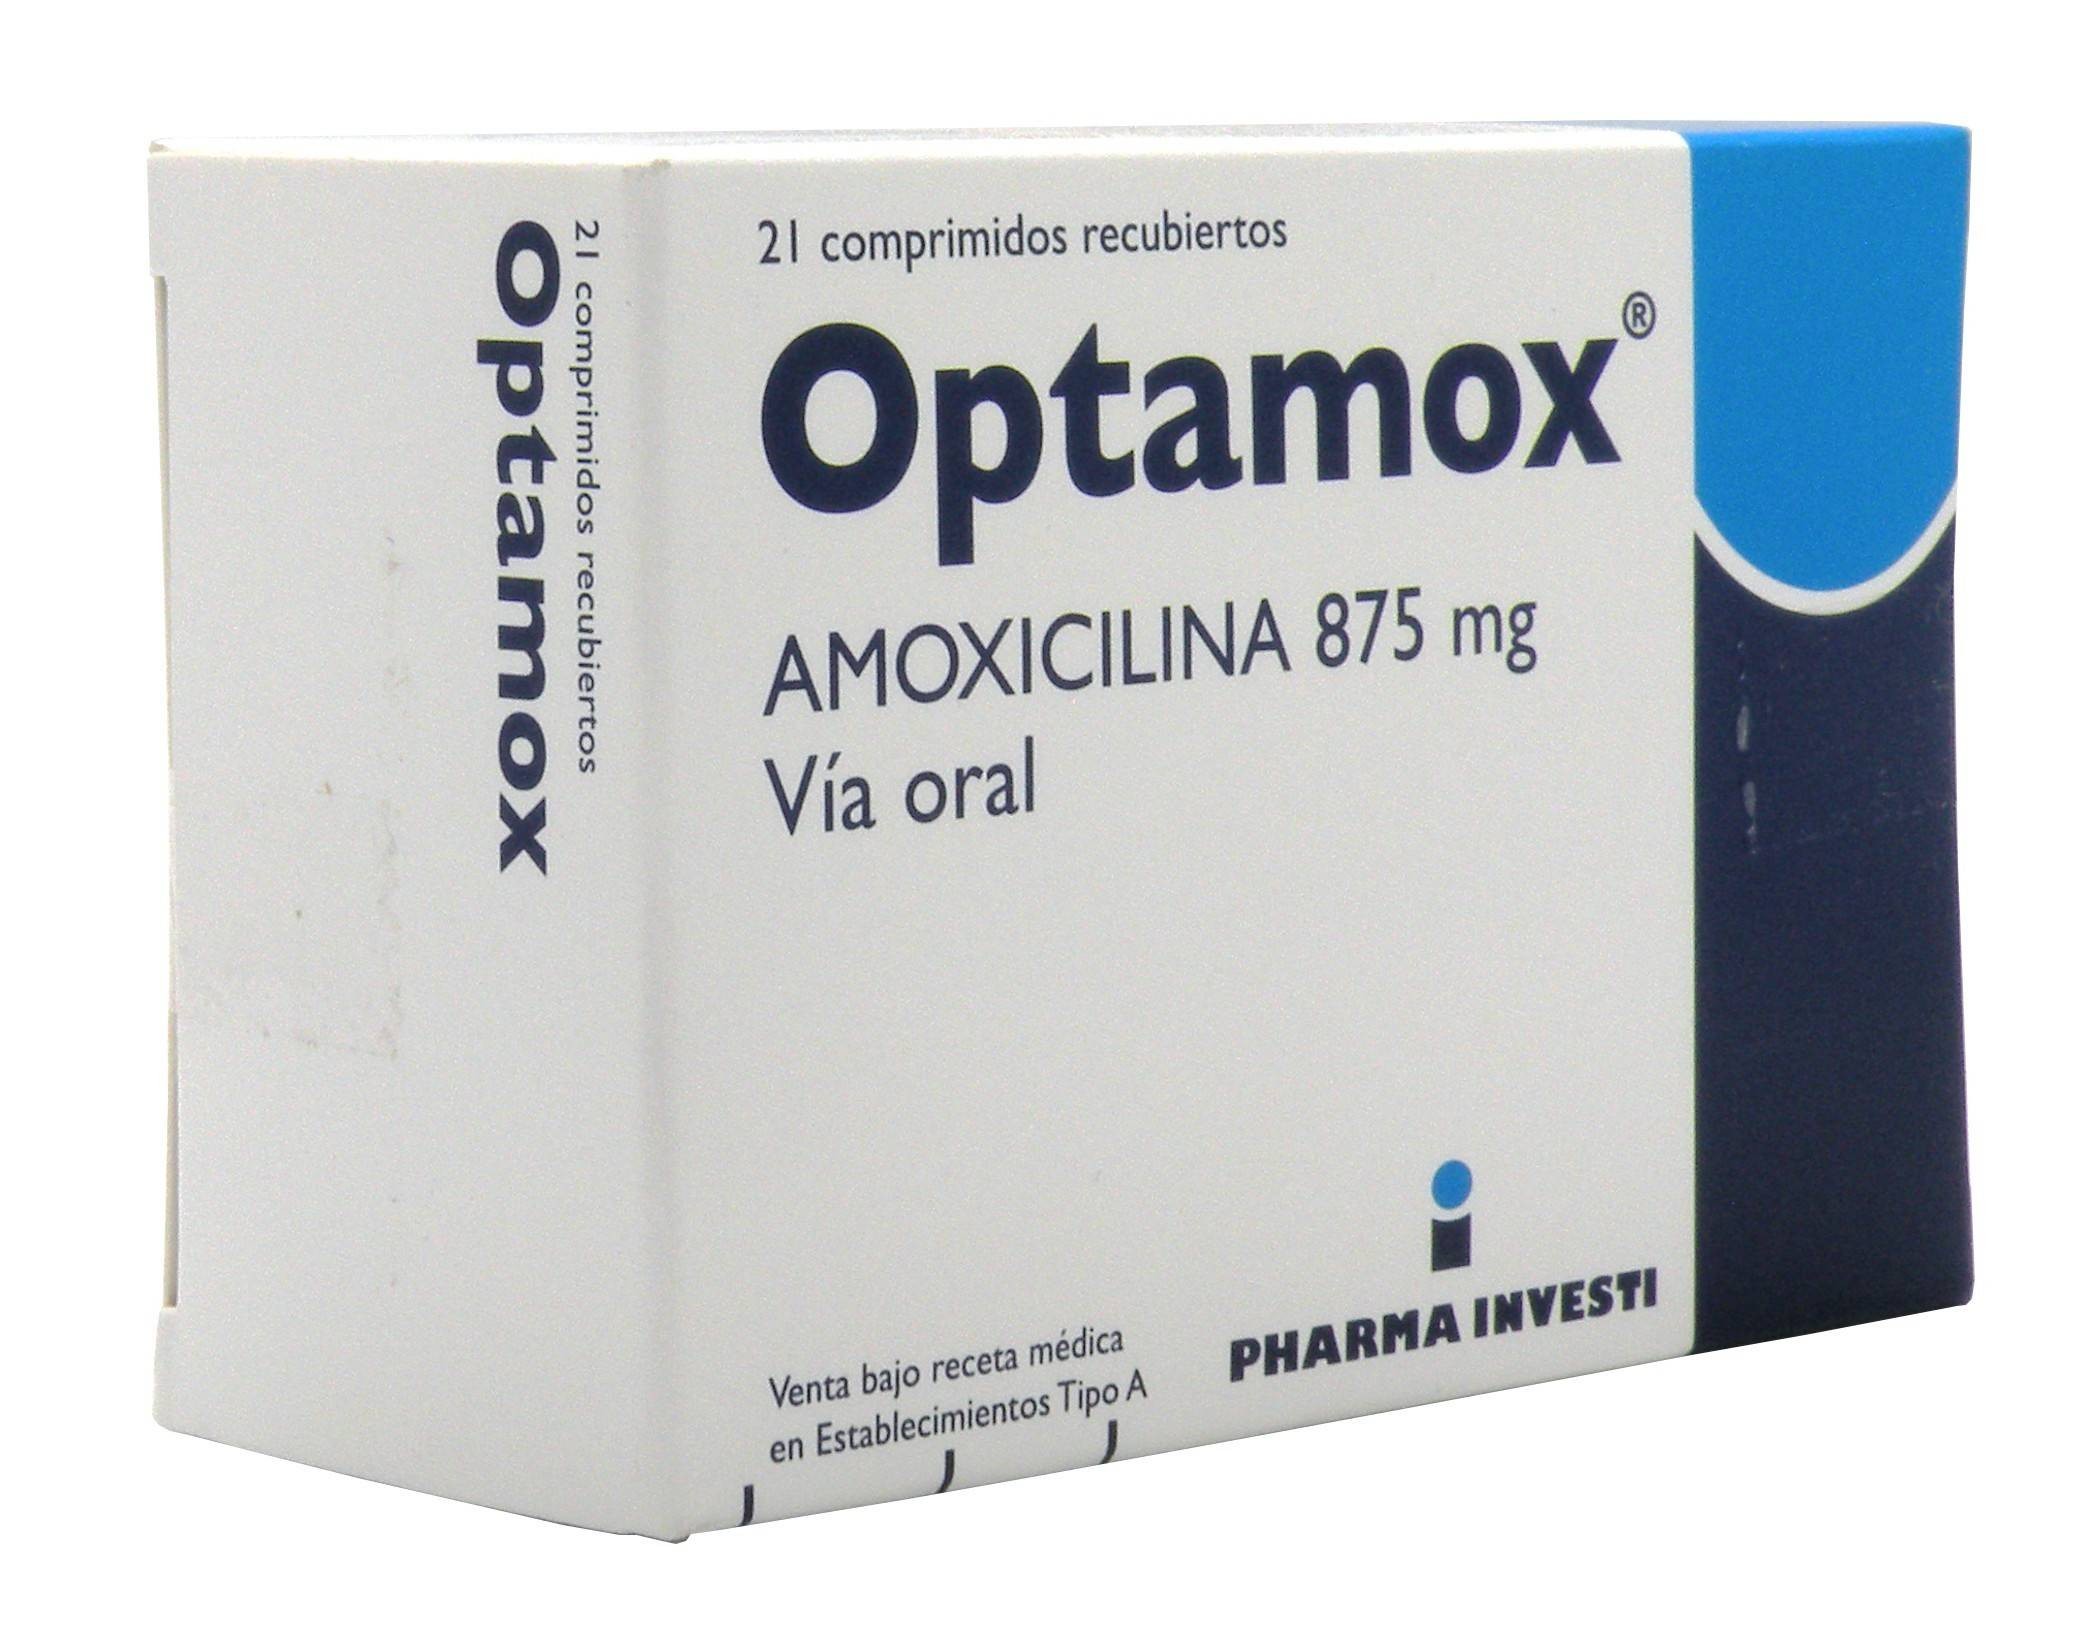 21 comprimidos recubiertos
Optamox
21 comprimidos recubiertos
Optamox®
AMOXICILINA 875 mg
Vía oral
Venta bajo receta médica
en Establecimientos Tipo A
PHARMA INVESTI